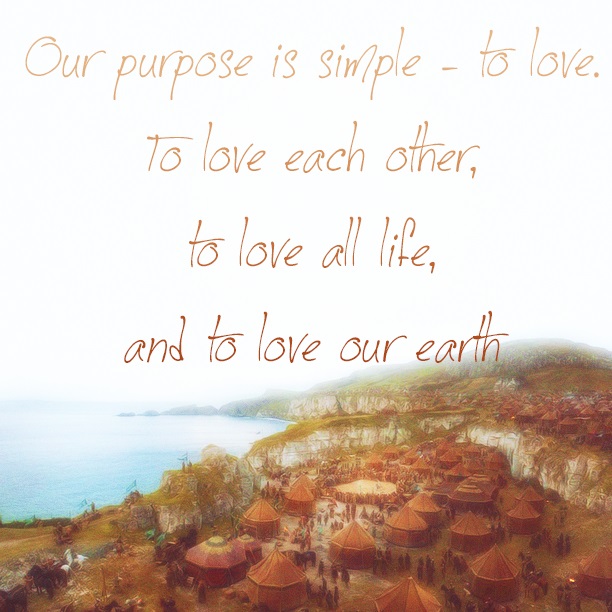 Our purpose is simple - to love.
To love each other,
to love all life,
and to love our earth